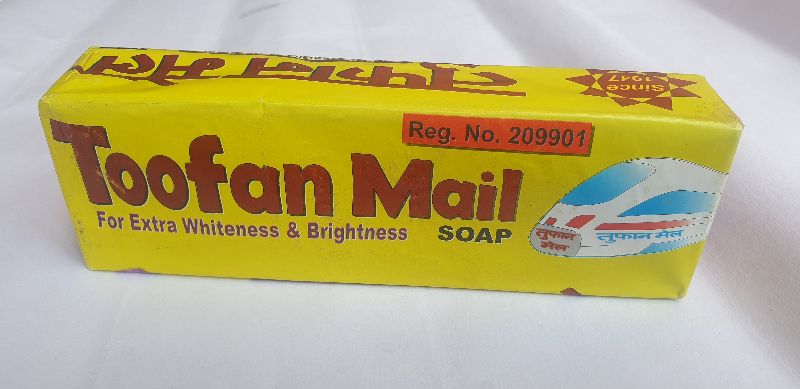 तूफान मेल
Since
1947
Reg. No. 209901
Toofan Mail
For Extra Whiteness & Brightness
SOAP
तुफान
मेल
तुफान मेल